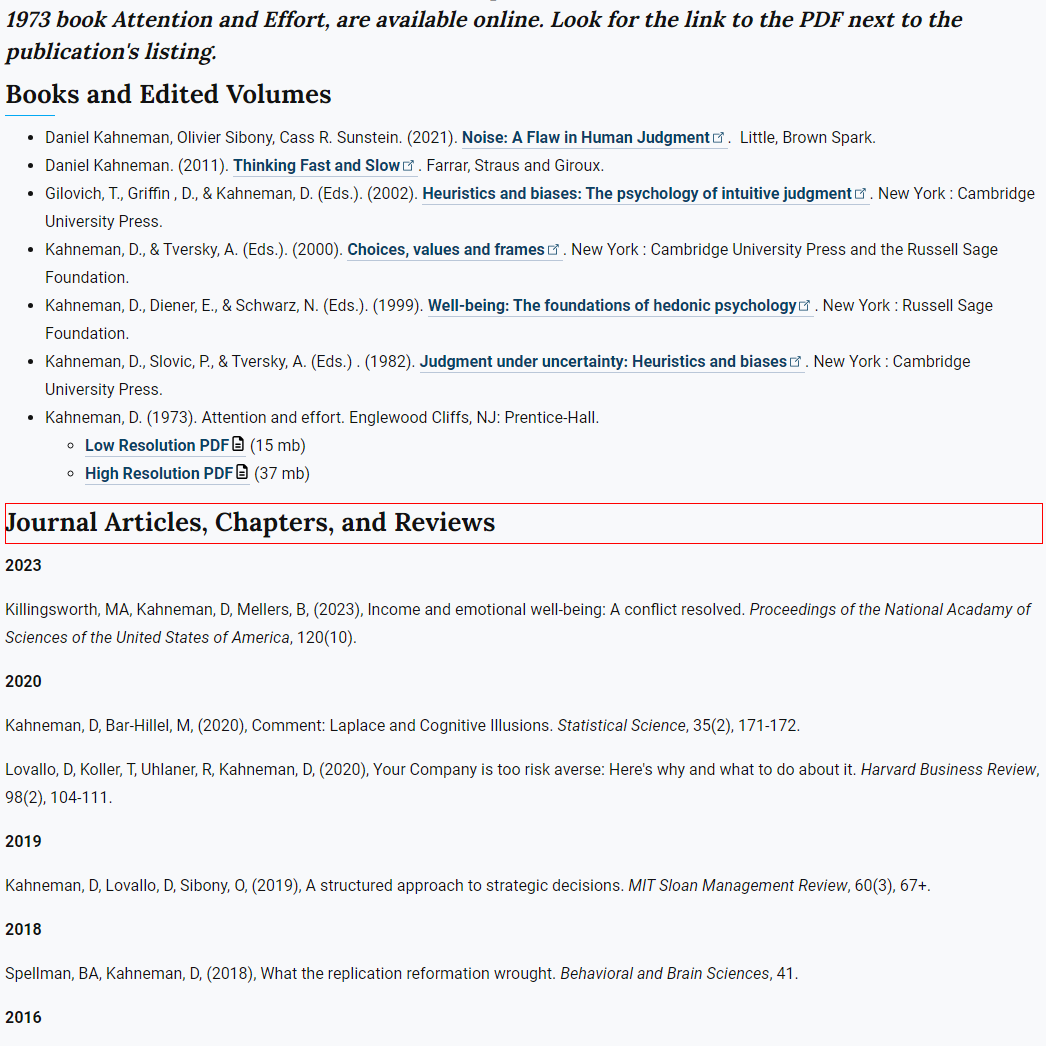 1973 book Attention and Effort, are available online. Look for the link to the PDF next to the
publication's listing.
Books and Edited Volumes
Daniel Kahneman, Olivier Sibony, Cass R. Sunstein. (2021). Noise: A Flaw in Human Judgment. Little, Brown Spark.
Daniel Kahneman. (2011). Thinking Fast and Slow. Farrar, Straus and Giroux.
Gilovich, T., Griffin , D., & Kahneman, D. (Eds.). (2002). Heuristics and biases: The psychology of intuitive judgment. New York : Cambridge
University Press.
Kahneman, D., & Tversky, A. (Eds.). (2000). Choices, values and frames. New York : Cambridge University Press and the Russell Sage
Foundation.
Kahneman, D., Diener, E., & Schwarz, N. (Eds.). (1999). Well-being: The foundations of hedonic psychology. New York : Russell Sage
Foundation.
Kahneman, D., Slovic, P., & Tversky, A. (Eds.) . (1982). Judgment under uncertainty: Heuristics and biases. New York : Cambridge
University Press.
Kahneman, D. (1973). Attention and effort. Englewood Cliffs, NJ: Prentice-Hall.
Low Resolution PDF (15 mb)
High Resolution PDF (37 mb)
Journal Articles, Chapters, and Reviews
2023
Killingsworth, MA, Kahneman, D, Mellers, B, (2023), Income and emotional well-being: A conflict resolved. Proceedings of the National Acadamy of
Sciences of the United States of America, 120(10).
2020
Kahneman, D, Bar-Hillel, M, (2020), Comment: Laplace and Cognitive Illusions. Statistical Science, 35(2), 171-172.
Lovallo, D, Koller, T, Uhlaner, R, Kahneman, D, (2020), Your Company is too risk averse: Here's why and what to do about it. Harvard Business Review,
98(2), 104-111.
2019
Kahneman, D, Lovallo, D, Sibony, O, (2019), A structured approach to strategic decisions. MIT Sloan Management Review, 60(3), 67+.
2018
Spellman, BA, Kahneman, D, (2018), What the replication reformation wrought. Behavioral and Brain Sciences, 41.
2016